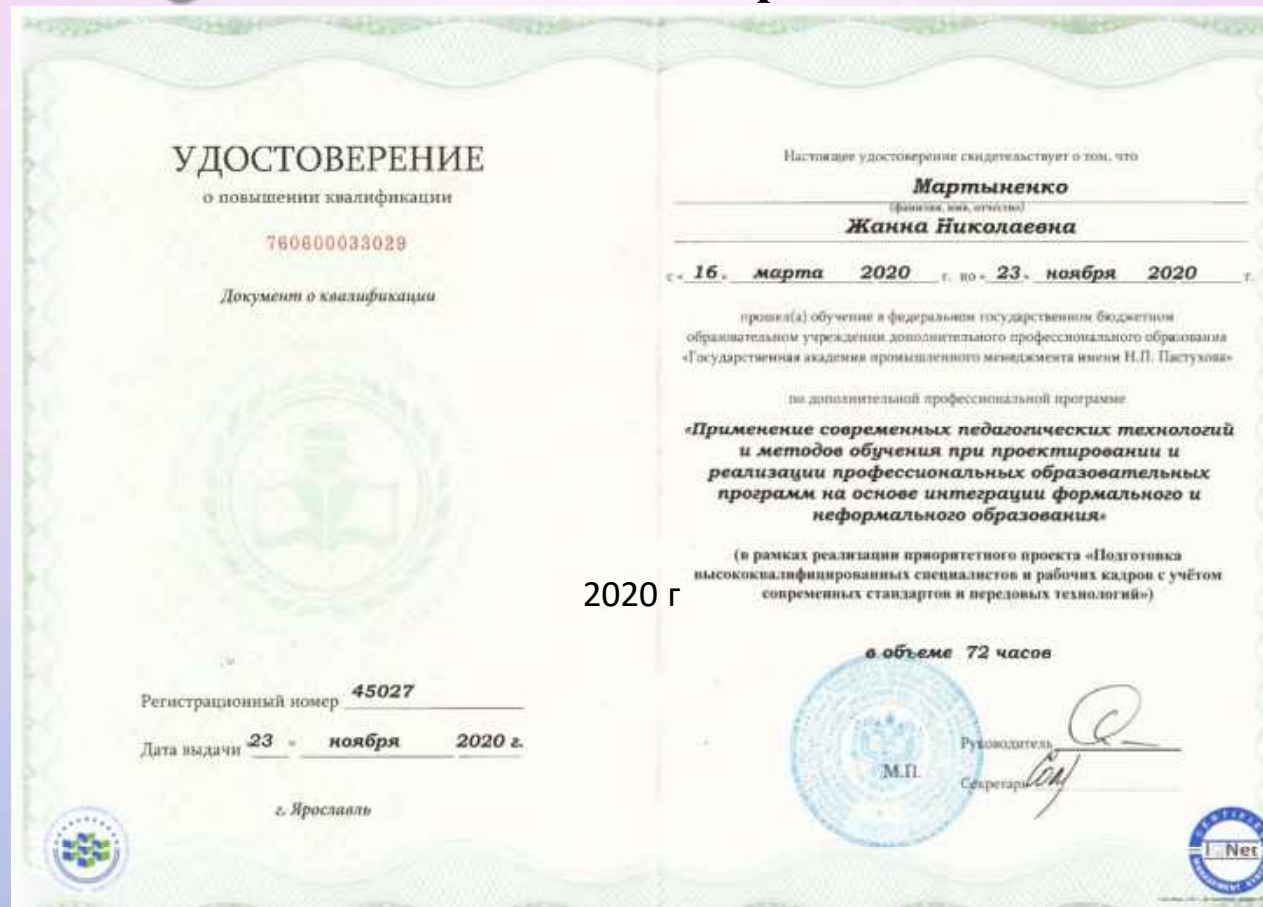 УДОСТОВЕРЕНИЕ
о повышении квалификации
760600033029
Документ о квалификации
Регистрационный номер 45027
Дата выдачи 23 ноября 2020 г.
г. Ярославль
Настоящее удостоверение свидетельствует о том, что
Мартыненко
(фамилия, имя, отчество)
Жанна Николаевна
с « 16 » марта 2020 г. по « 23 » ноября 2020 г.
прошел(а) обучение в федеральном государственном бюджетном
образовательном учреждении дополнительного профессионального образования
«Государственная академия промышленного менеджмента имени Н.П. Пастухова»
по дополнительной профессиональной программе
«Применение современных педагогических технологий
и методов обучения при проектировании и
реализации профессиональных образовательных
программ на основе интеграции формального и
неформального образования»
(в рамках реализации приоритетного проекта «Подготовка
высококвалифицированных специалистов и рабочих кадров с учётом
современных стандартов и передовых технологий»)
2020 г
в объеме 72 часов
Руководитель
М.П.
Секретарь